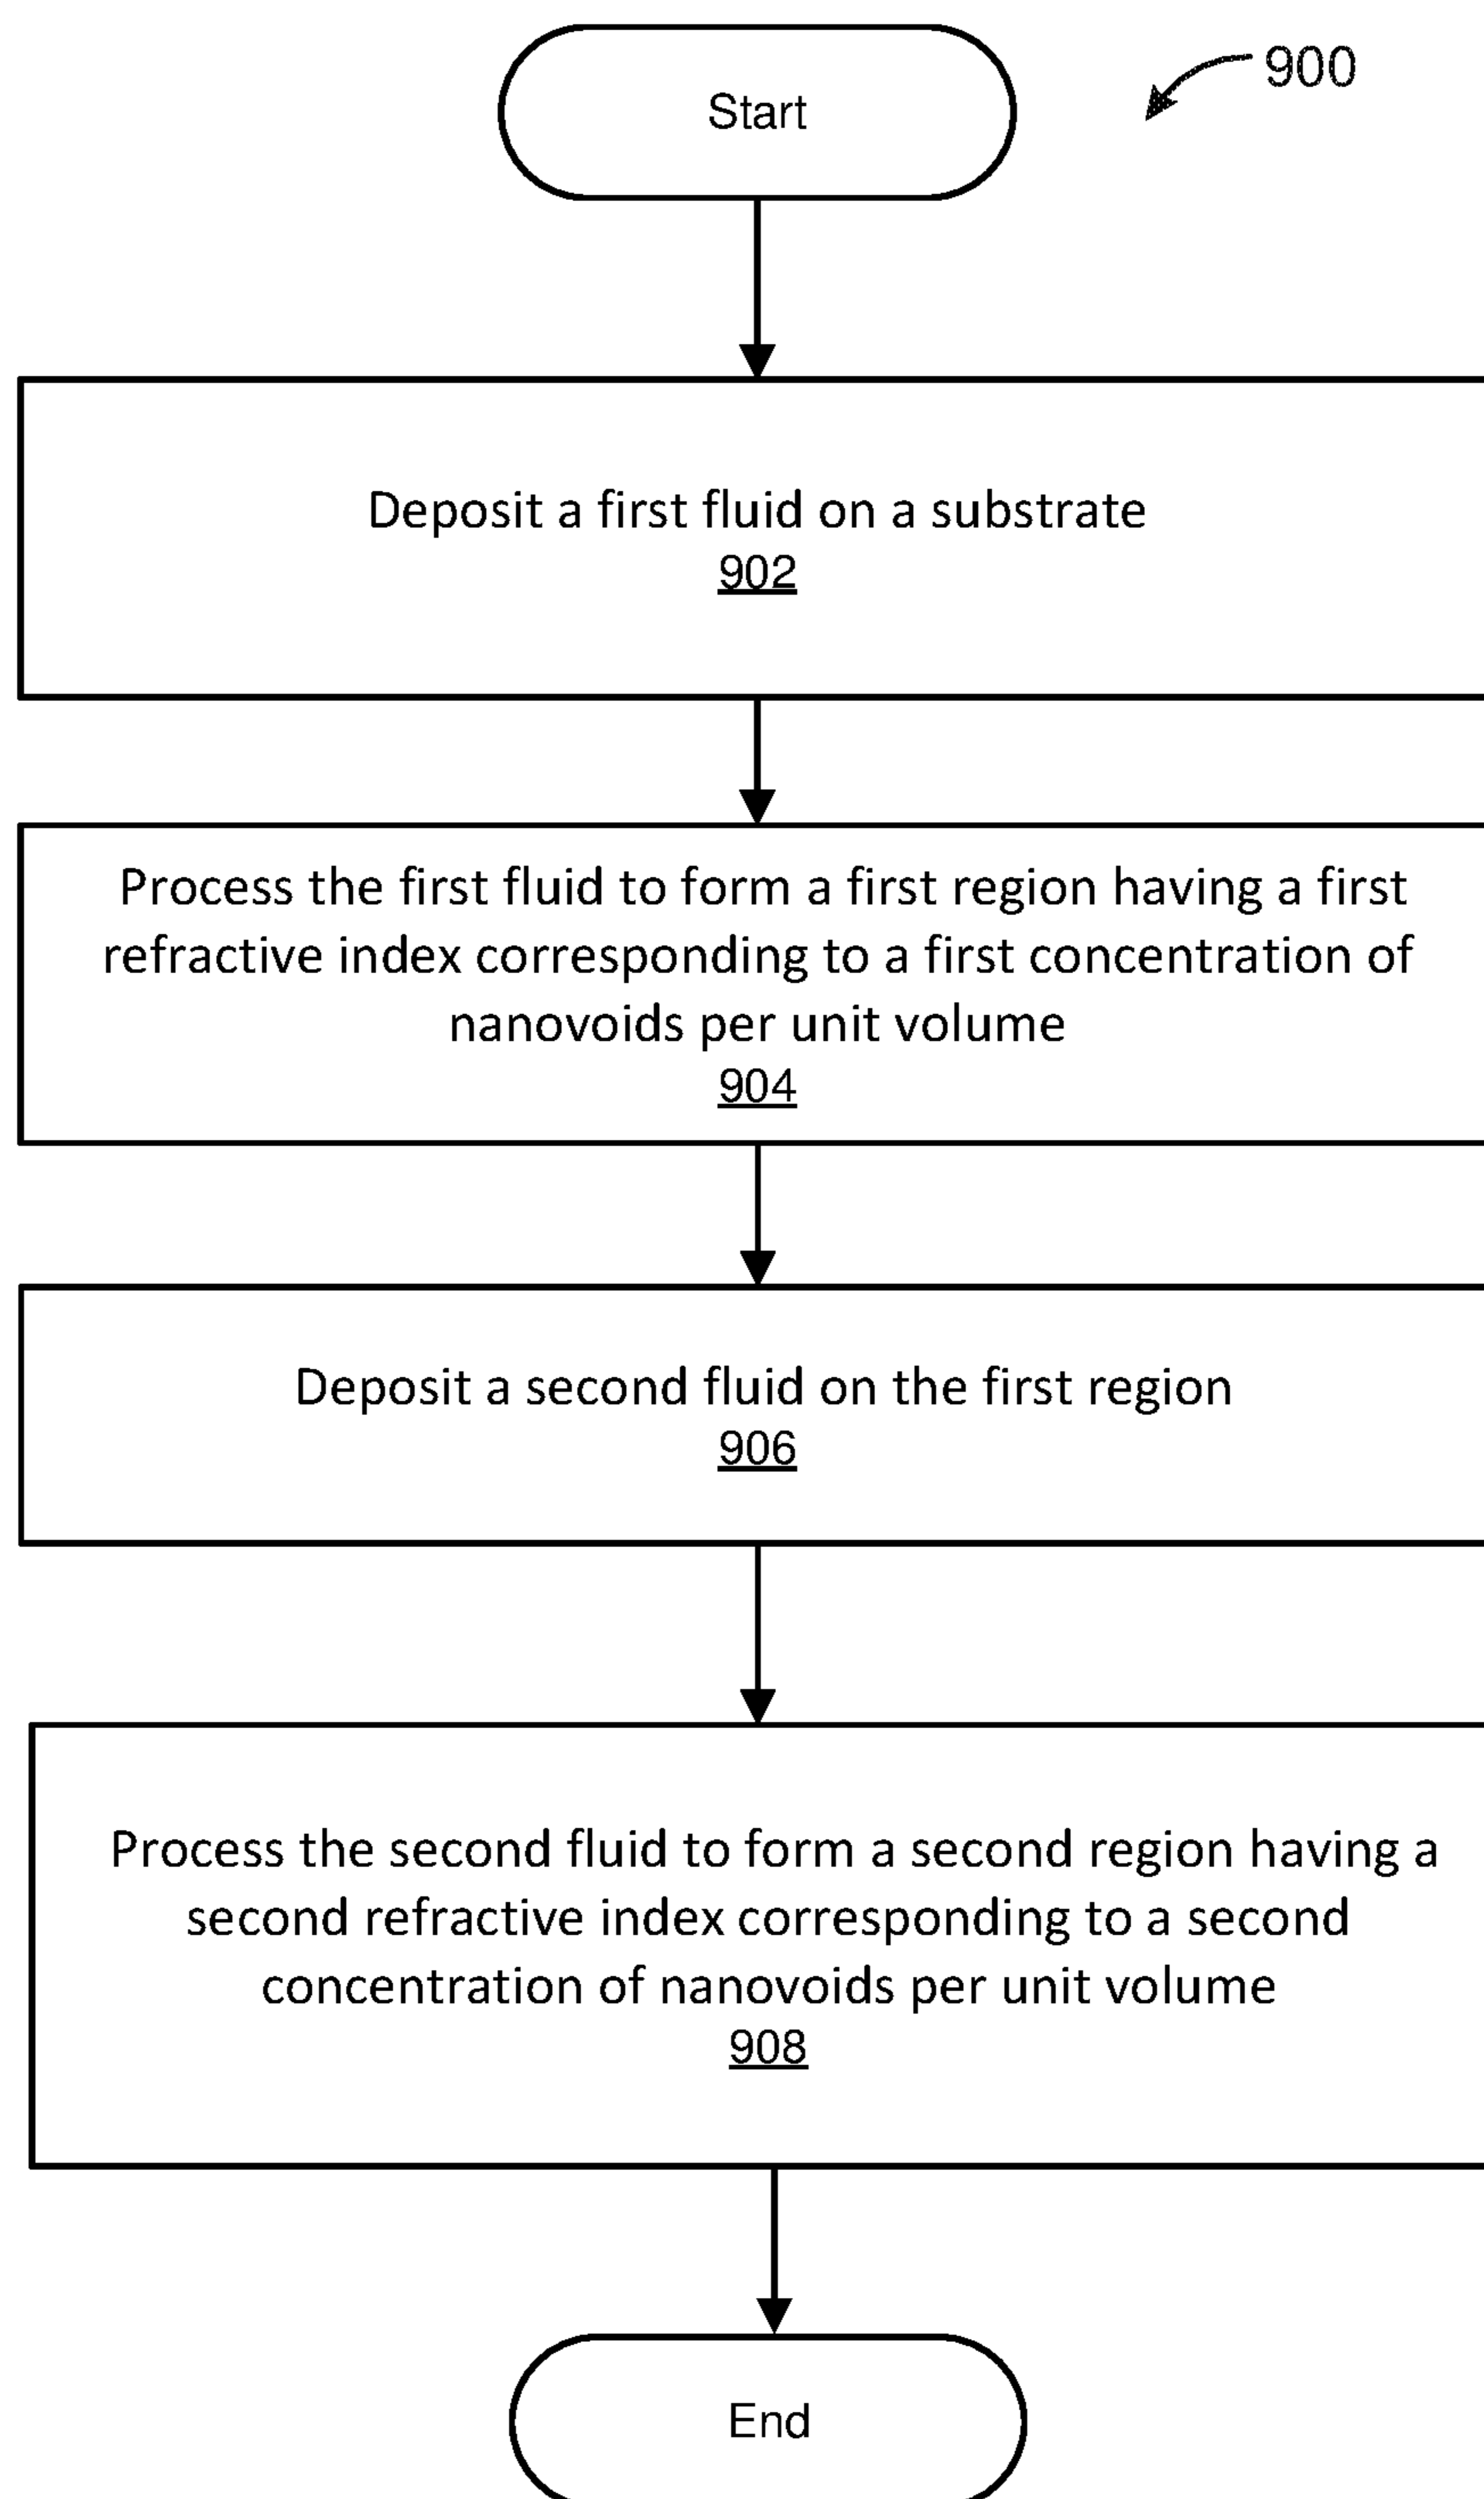 Start
900
Deposit a first fluid on a substrate
902
Process the first fluid to form a first region having a first
refractive index corresponding to a first concentration of
nanovoids per unit volume
904
Deposit a second fluid on the first region
906
Process the second fluid to form a second region having a
second refractive index corresponding to a second
concentration of nanovoids per unit volume
908
End